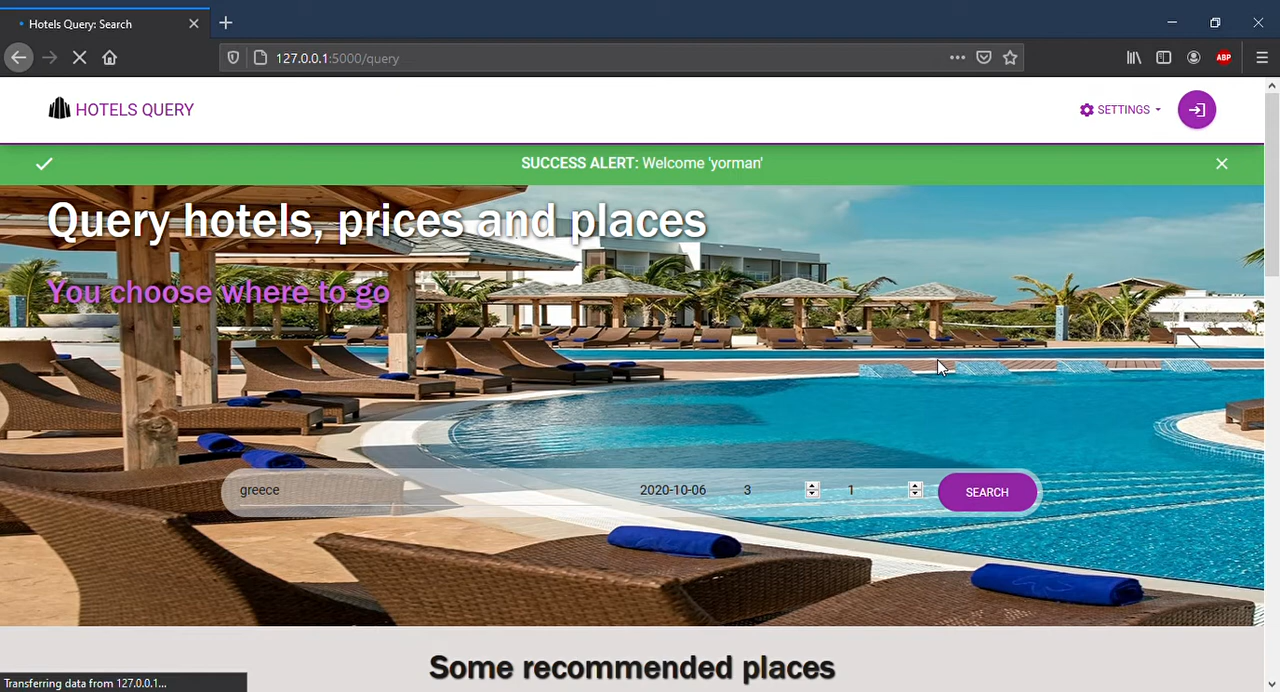 Hotels Query: Search
127.0.0.1:5000/query
ABP
HOTELS QUERY
SETTINGS
SUCCESS ALERT: Welcome 'yorman'
Query hotels, prices and places
You choose where to go
greece 2020-10-06 3 1 SEARCH
Some recommended places
Transferring data from 127.0.0.1...